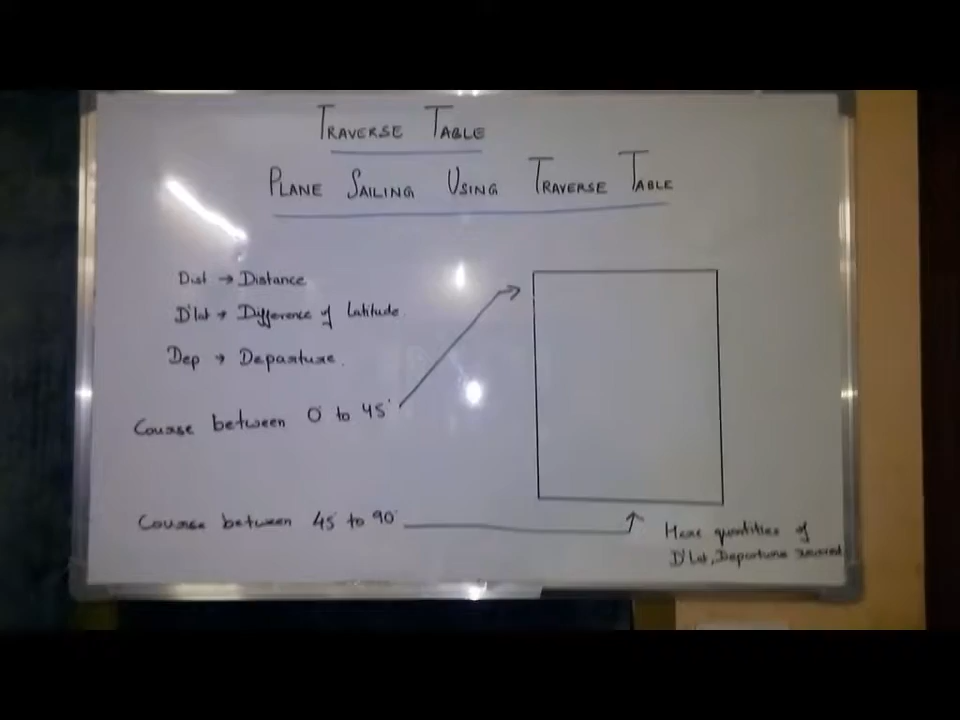 TRAVERSE TABLE
PLANE SAILING USING TRAVERSE TABLE
Dist → Distance
D'lat → Difference of Latitude.
Dep → Departure.
Course between 0° to 45°
Course between 45° to 90°
Here quantities of
D'Lat, Departure